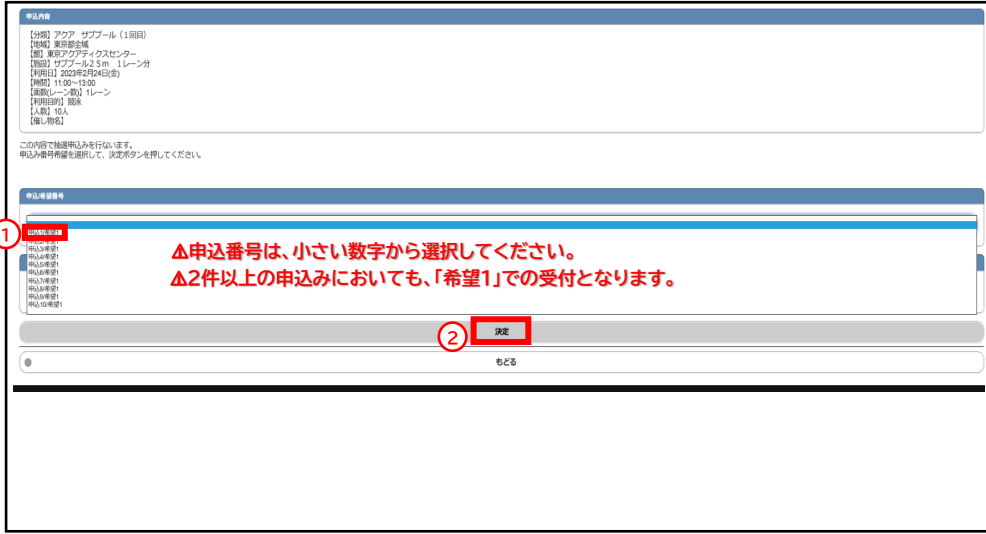 申込内容
【分類】アクア サブプール（１回目）
【地域】東京都全域
【館】東京アクアティクスセンター
【施設】サブプール２５ｍ １レーン分
【利用日】2023年2月24日(金)
【時間】11:00～13:00
【面数(レーン数)】1レーン
【利用目的】競泳
【人数】10人
【催し物名】
この内容で抽選申込みを行ないます。
申込み番号希望を選択して、決定ボタンを押してください。
申込/希望番号
1
申込1/希望1
申込2/希望1
申込3/希望1
申込4/希望1
申込5/希望1
申込6/希望1
申込7/希望1
申込8/希望1
申込9/希望1
申込10/希望1
⚠申込番号は、小さい数字から選択してください。
⚠2件以上の申込みにおいても、「希望1」での受付となります。
2
決定
もどる